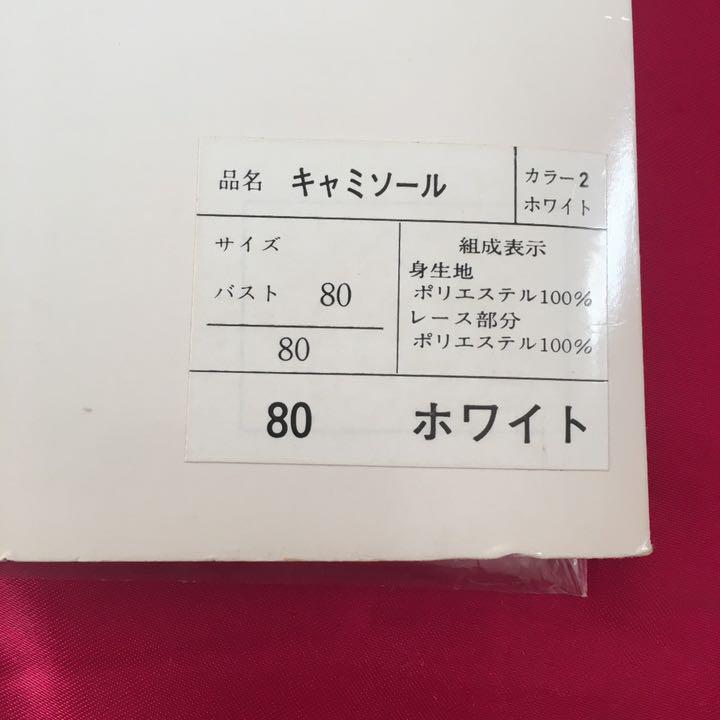 品名 キャミソール
カラー2
ホワイト
サイズ
バスト 80
80
組成表示
身生地
ポリエステル100%
レース部分
ポリエステル100%
80 ホワイト